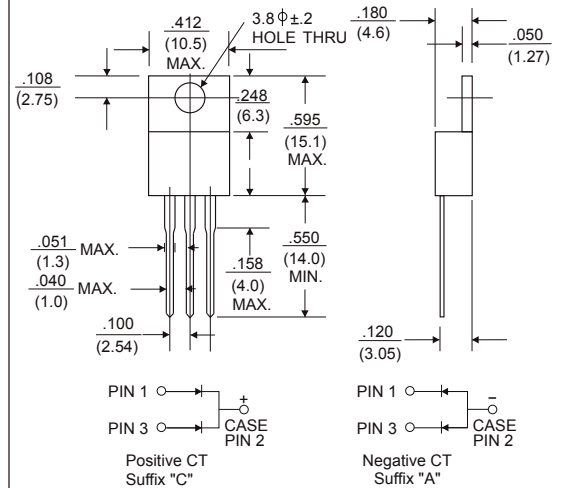 .412
(10.5)
MAX.
3.8 ϕ ±.2
HOLE THRU
.180
(4.6)
.050
(1.27)
.108
(2.75)
.248
(6.3)
.595
(15.1)
MAX.
.051 MAX.
(1.3)
.040 MAX.
(1.0)
.158
(4.0)
MAX.
.550
(14.0)
MIN.
.100
(2.54)
.120
(3.05)
PIN 1
+
PIN 3
CASE
PIN 2
Positive CT
Suffix "C"
PIN 1
−
PIN 3
CASE
PIN 2
Negative CT
Suffix "A"